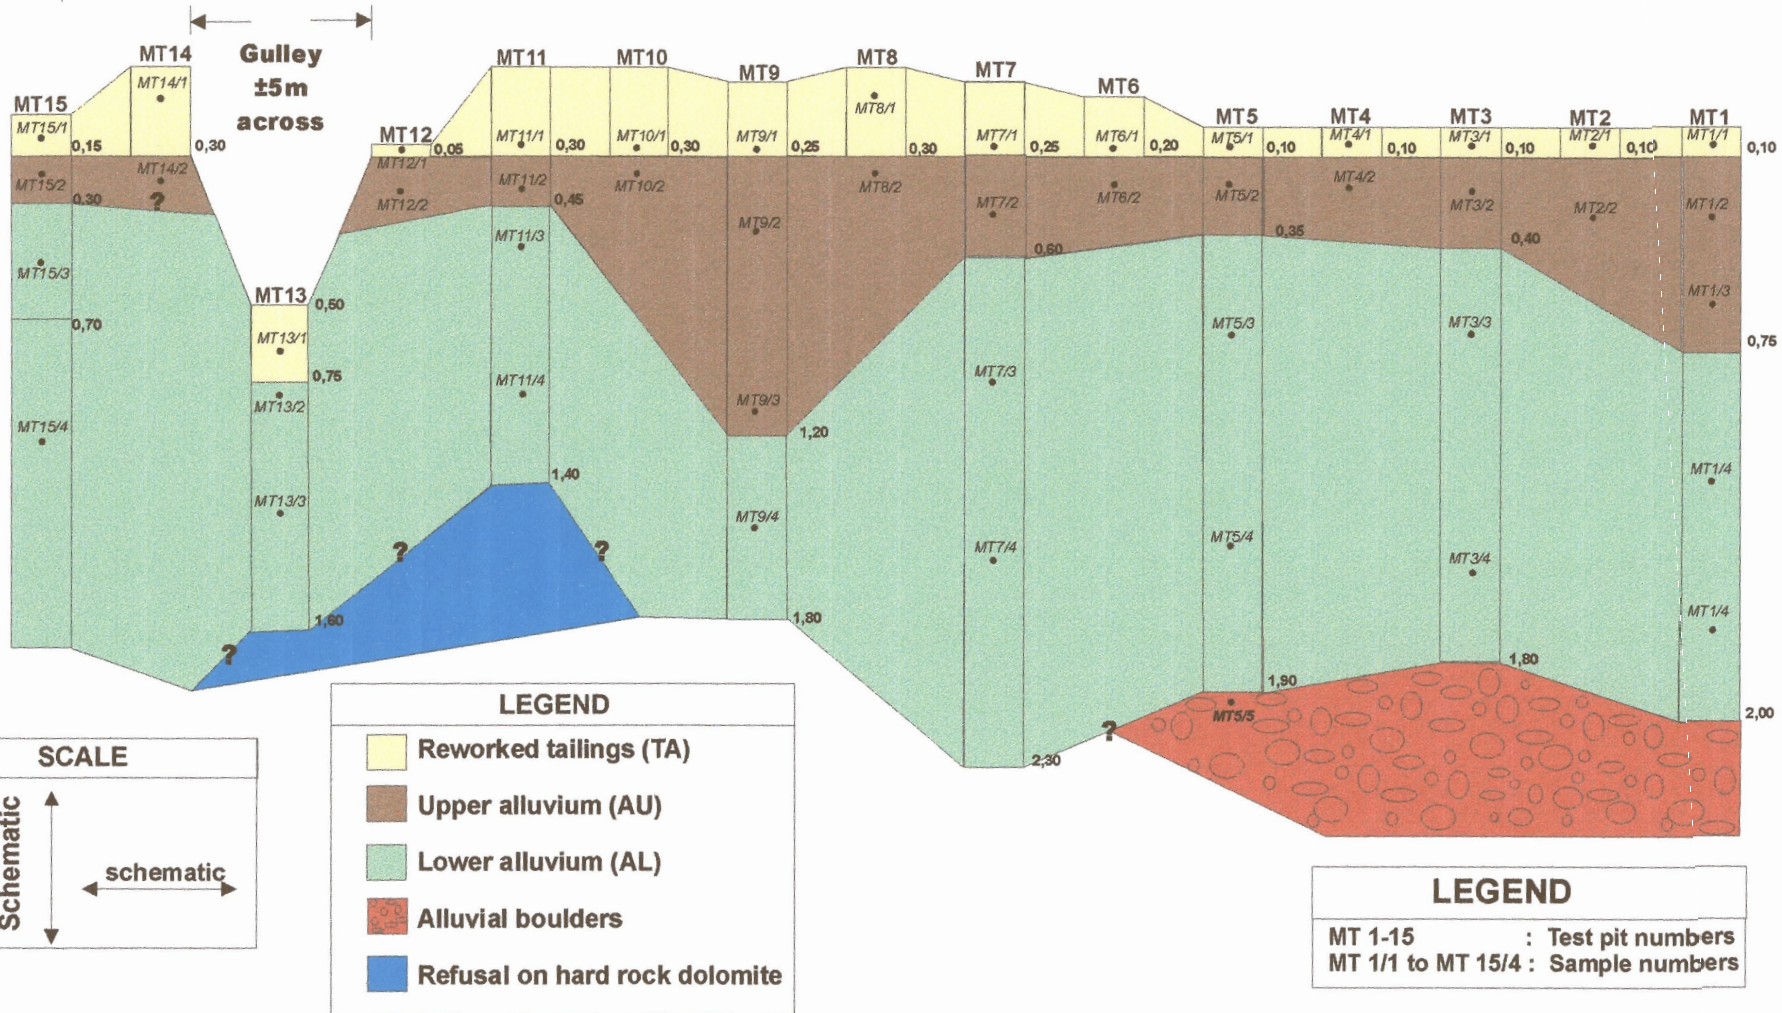 MT14
Gulley
±5m
across
MT11
MT10
MT9
MT8
MT7
MT6
MT15
MT12
MT5
MT4
MT3
MT2
MT1
MT14/1
MT8/1
MT15/1
0,15
0,30
MT12/1
0,05
MT11/1
0,30
MT10/1
0,30
MT9/1
0,25
0,30
MT7/1
0,25
MT6/1
0,20
MT5/1
0,10
MT4/1
0,10
MT3/1
0,10
MT2/1
0,10
MT1/1
0,10
MT15/2
MT14/2
?
MT12/2
MT11/2
MT10/2
MT9/2
MT8/2
MT7/2
MT6/2
MT5/2
MT4/2
MT3/2
MT2/2
MT1/2
0,30
0,45
0,60
0,35
0,40
MT15/3
MT11/3
MT1/3
MT13
0,60
0,70
MT13/1
0,75
MT13/2
MT5/3
MT3/3
0,75
MT11/4
MT9/3
MT7/3
1,20
MT15/4
MT13/3
1,40
MT9/4
MT1/4
?
?
MT7/4
MT5/4
MT3/4
1,60
1,80
MT1/4
?
1,80
1,90
MT5/5
2,00
?
2,30
SCALE
Schematic
schematic
LEGEND
Reworked tailings (TA)
Upper alluvium (AU)
Lower alluvium (AL)
Alluvial boulders
Refusal on hard rock dolomite
LEGEND
MT 1-15 : Test pit numbers
MT 1/1 to MT 15/4 : Sample numbers